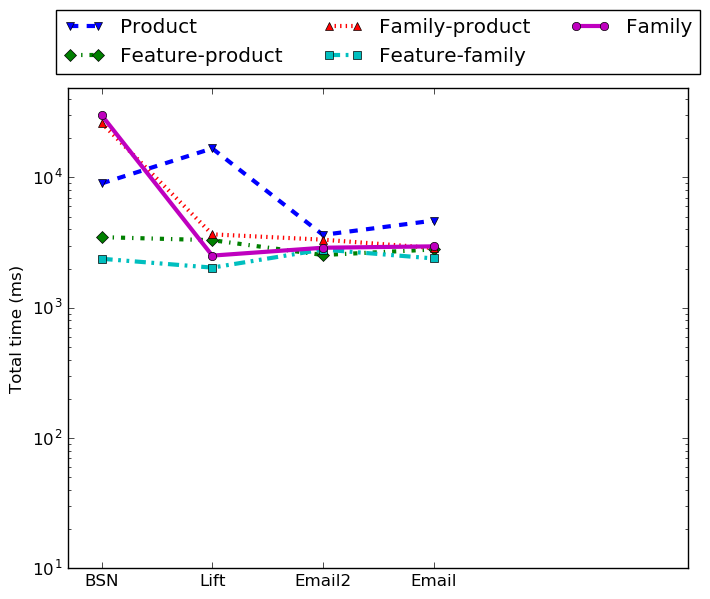 Product Family-product Family
Feature-product Feature-family
Total time (ms)
10^4
10^3
10^2
10^1
BSN Lift Email2 Email